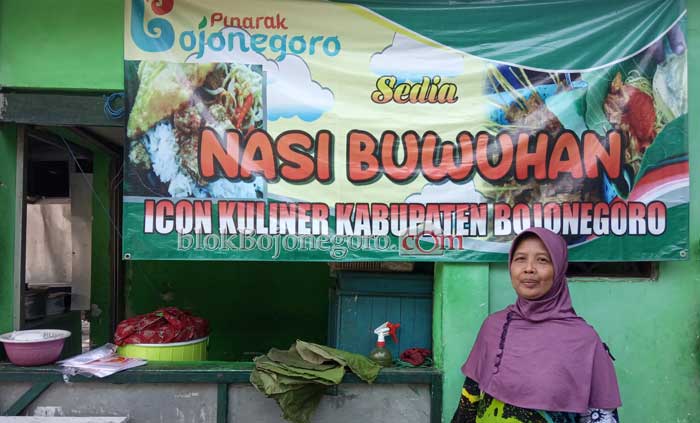 Pinarak
Bojonegoro
Sedia
NASI BUWUHAN
ICON KULINER KABUPATEN BOJONEGORO
blokBojonegoro.com